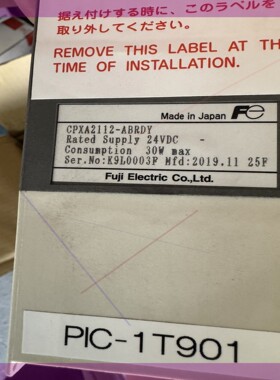 据え付けする時に、このラベルを
取り外してください。
REMOVE THIS LABEL AT TH
TIME OF INSTALLATION.
Made in Japan Fe
CPXA2112-ABRDY
Rated Supply 24VDC -
Consumption 30W max
Ser.No:K9L0003F Mfd:2019.11 25F
Fuji Electric Co.,Ltd.
PIC-1T901